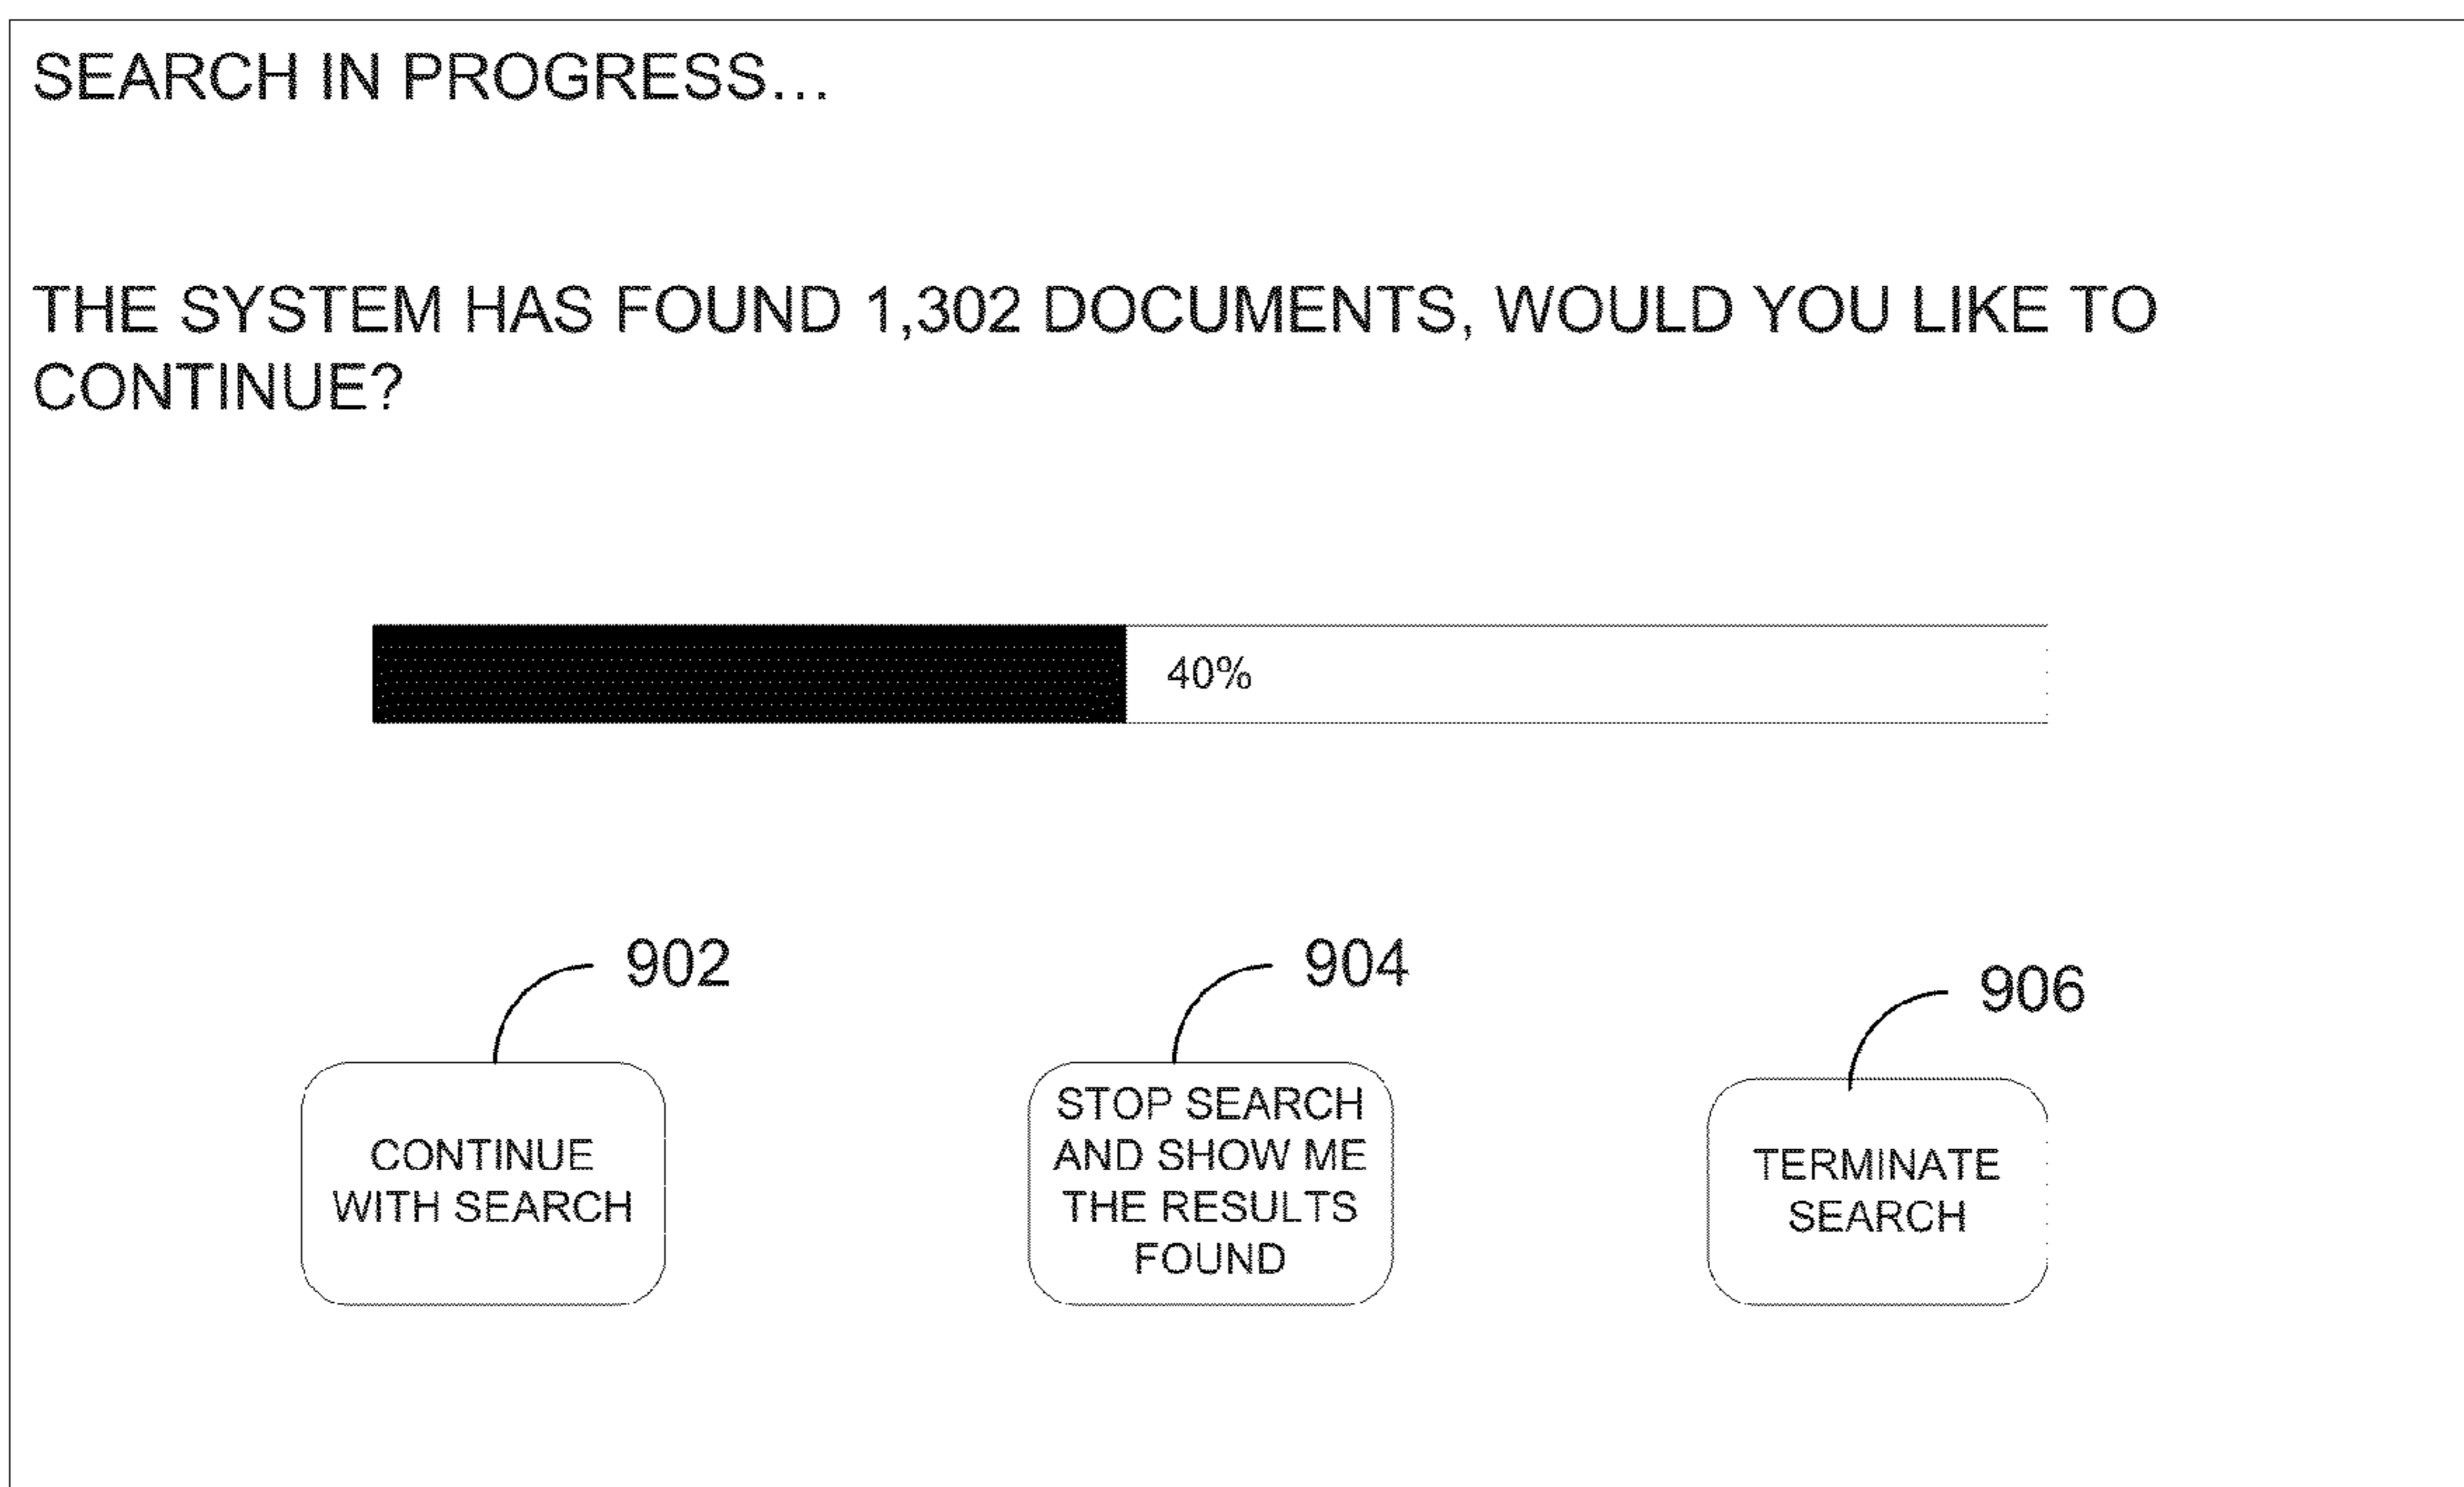 SEARCH IN PROGRESS...
THE SYSTEM HAS FOUND 1,302 DOCUMENTS, WOULD YOU LIKE TO
CONTINUE?
40%
902
CONTINUE
WITH SEARCH
904
STOP SEARCH
AND SHOW ME
THE RESULTS
FOUND
906
TERMINATE
SEARCH